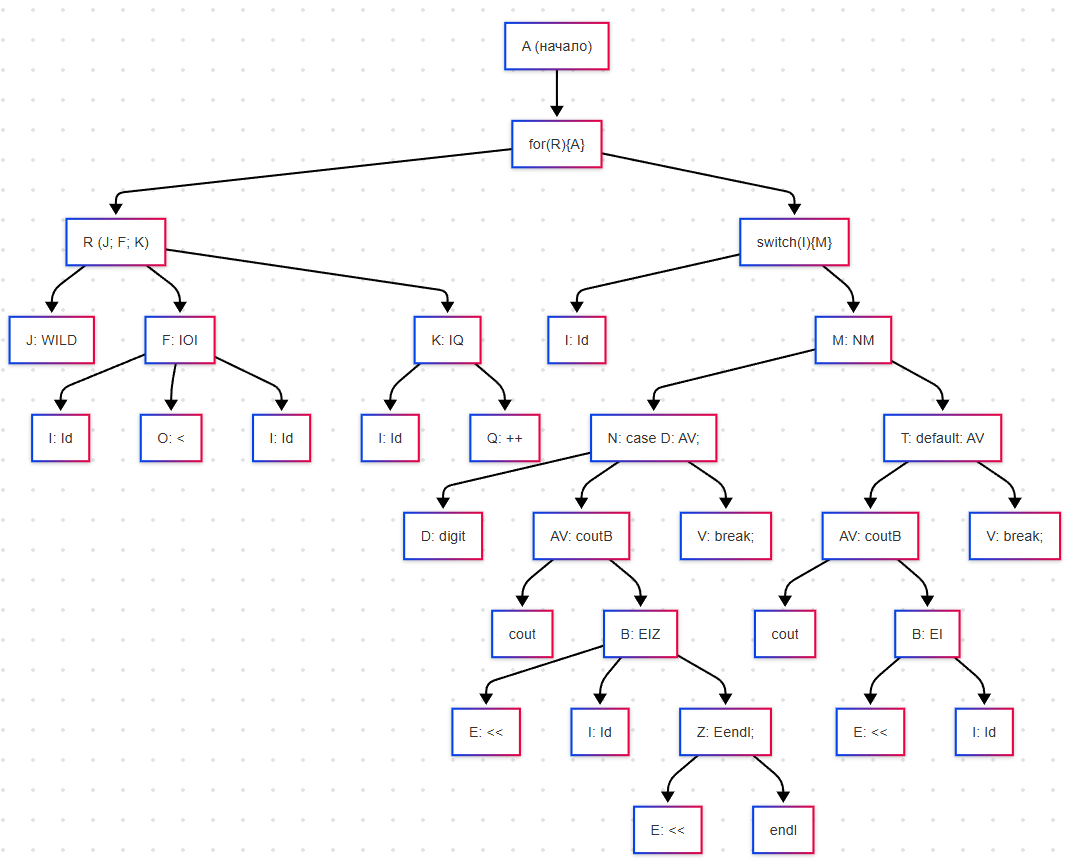 A (начало)
for(R){A}
R (J; F; K)
switch(I){M}
J: WILD
F: IOI
K: IQ
I: Id
M: NM
I: Id
O: <
I: Id
I: Id
Q: ++
N: case D: AV;
T: default: AV
D: digit
AV: coutB
V: break;
AV: coutB
V: break;
cout
B: EIZ
cout
B: EI
E: <<
I: Id
Z: Eendl;
E: <<
I: Id
E: <<
endl